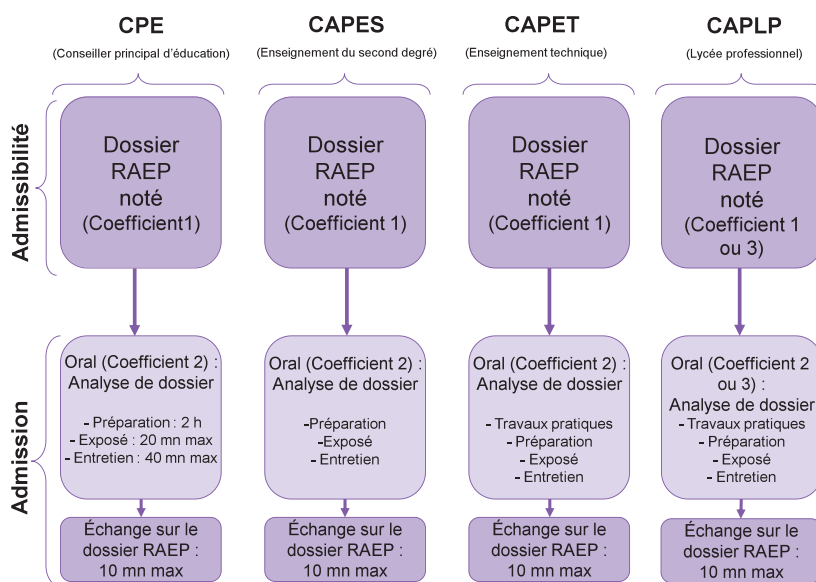 CPE
(Conseiller principal d'éducation)
CAPES
(Enseignement du second degré)
CAPET
(Enseignement technique)
CAPLP
(Lycée professionnel)
Admissibilité
Dossier
RAEP
noté
(Coefficient1)
Dossier
RAEP
noté
(Coefficient 1)
Dossier
RAEP
noté
(Coefficient 1)
Dossier
RAEP
noté
(Coefficient 1
ou 3)
Admission
Oral (Coefficient 2) :
Analyse de dossier
- Préparation : 2 h
- Exposé : 20 mn max
- Entretien : 40 mn max
Oral (Coefficient 2) :
Analyse de dossier
-Préparation
-Exposé
- Entretien
Oral (Coefficient 2) :
Analyse de dossier
- Travaux pratiques
- Préparation
- Exposé
- Entretien
Oral (Coefficient 2
ou 3) :
Analyse de dossier
- Travaux pratiques
- Préparation
- Exposé
- Entretien
Échange sur le
dossier RAEP :
10 mn max
Échange sur le
dossier RAEP :
10 mn max
Échange sur le
dossier RAEP :
10 mn max
Échange sur le
dossier RAEP :
10 mn max